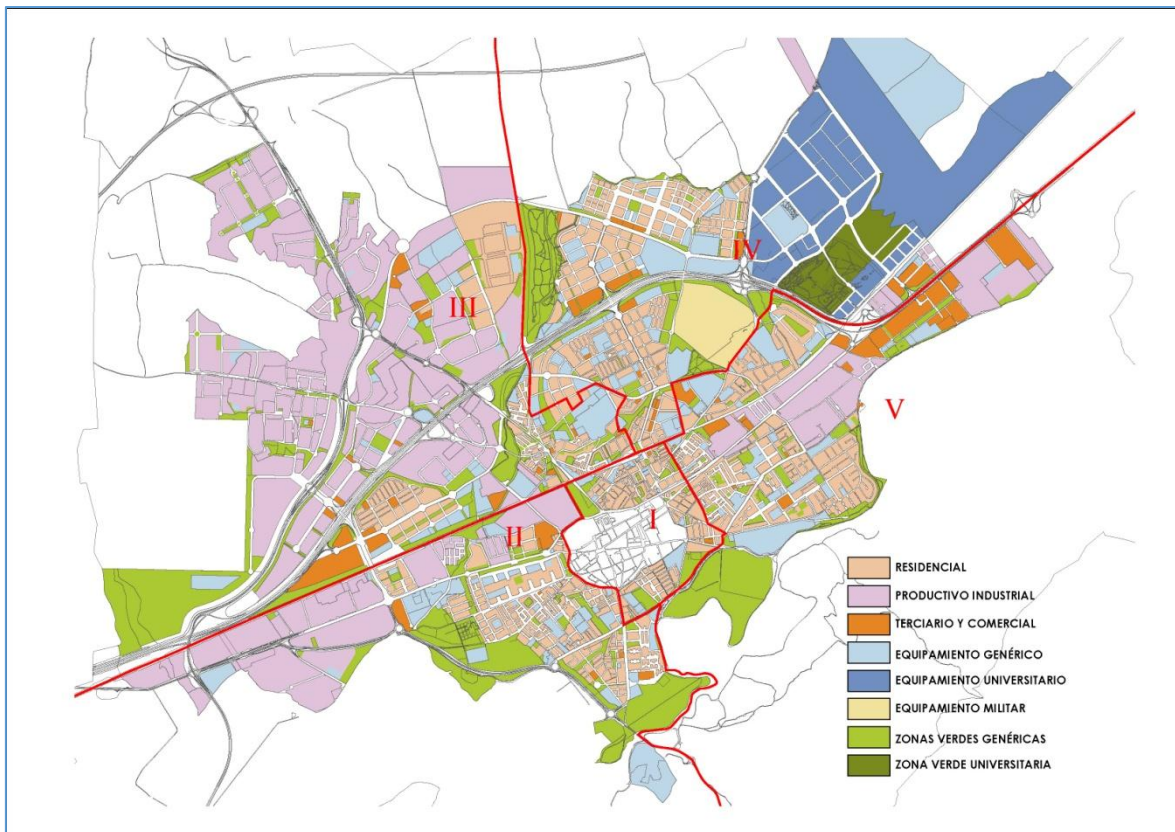 IV
III
V
I
II
RESIDENCIAL
PRODUCTIVO INDUSTRIAL
TERCIARIO Y COMERCIAL
EQUIPAMIENTO GENÉRICO
EQUIPAMIENTO UNIVERSITARIO
EQUIPAMIENTO MILITAR
ZONAS VERDES GENÉRICAS
ZONA VERDE UNIVERSITARIA